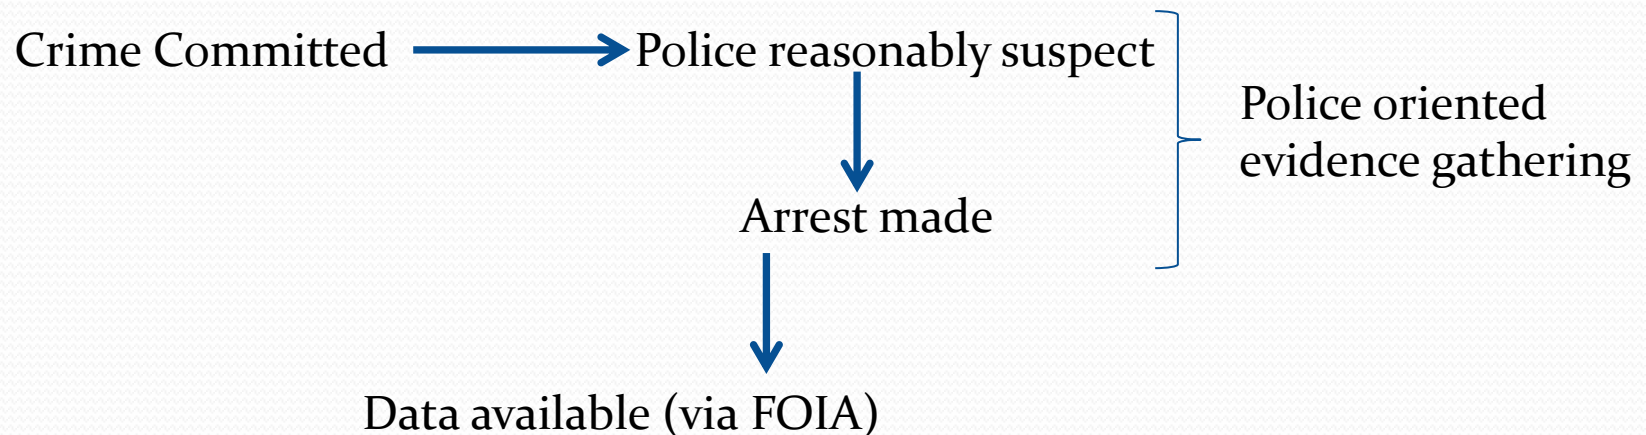 Crime Committed
Police reasonably suspect
Police oriented
evidence gathering
Arrest made
Data available (via FOIA)